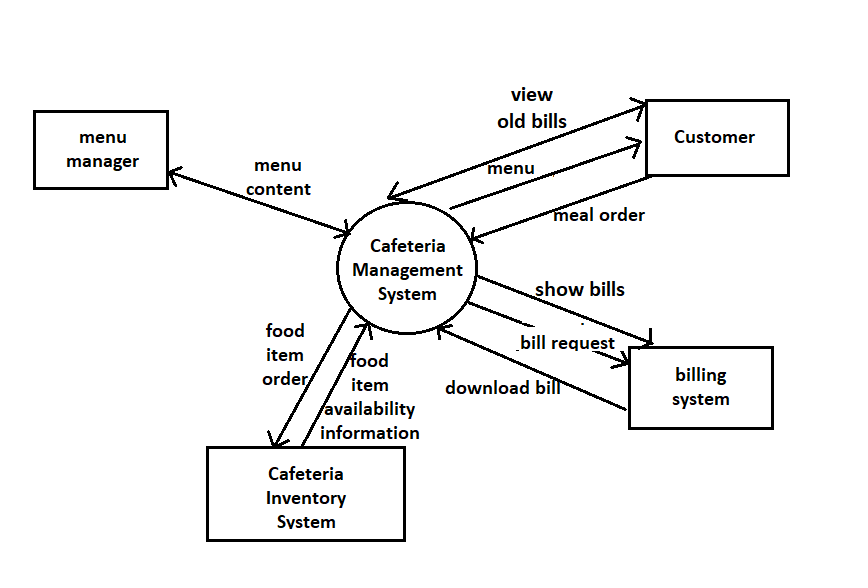 view
old bills
menu
manager
Customer
menu
content
menu
meal order
Cafeteria
Management
System
show bills
bill request
download bill
billing
system
food
item
order
food
item
availability
information
Cafeteria
Inventory
System